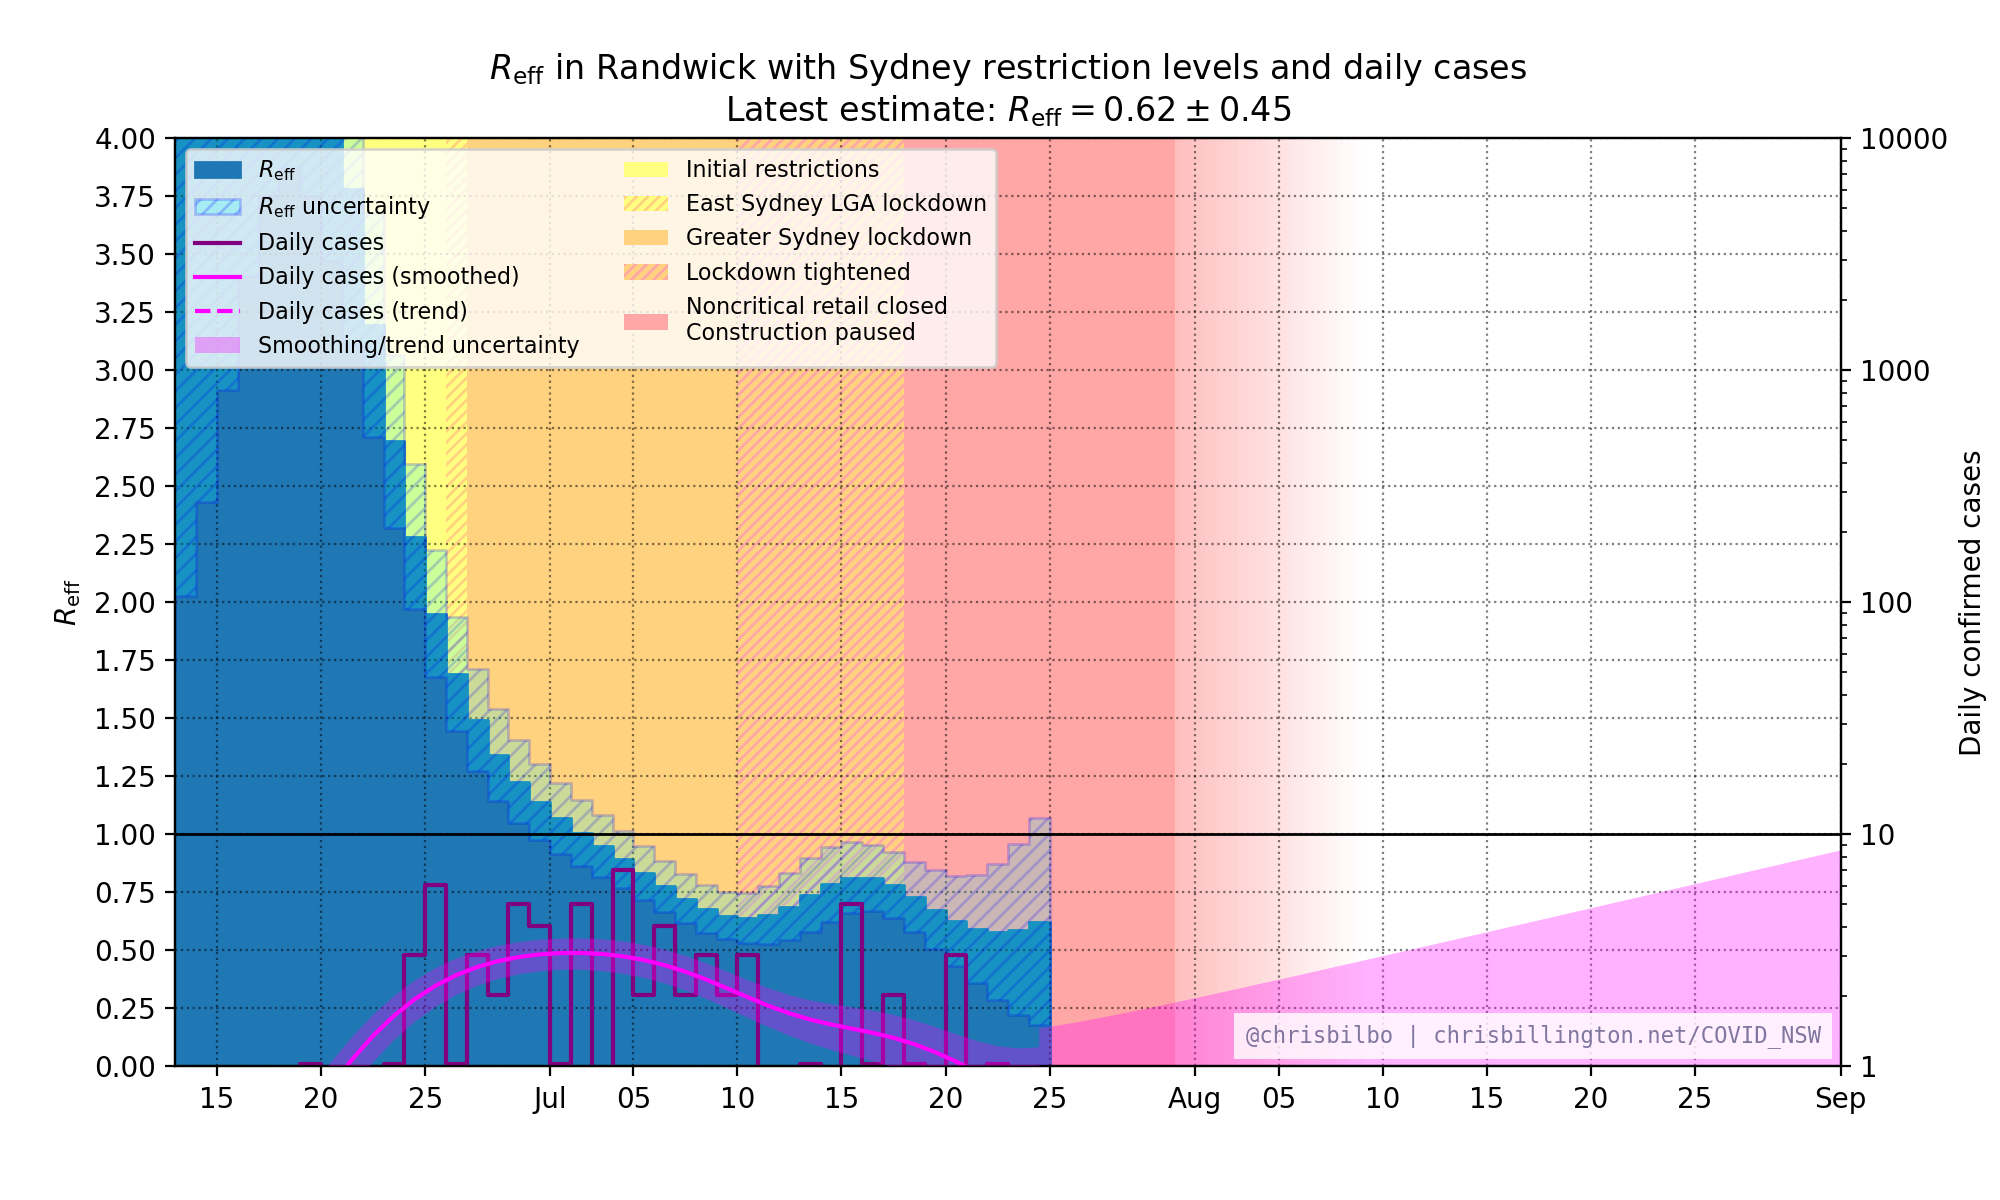 R_eff in Randwick with Sydney restriction levels and daily cases
Latest estimate: R_eff = 0.62 ± 0.45
R_eff
R_eff uncertainty
Daily cases
Daily cases (smoothed)
Daily cases (trend)
Smoothing/trend uncertainty
Initial restrictions
East Sydney LGA lockdown
Greater Sydney lockdown
Lockdown tightened
Noncritical retail closed
Construction paused
4.00
3.75
3.50
3.25
3.00
2.75
2.50
2.25
2.00
1.75
1.50
1.25
1.00
0.75
0.50
0.25
0.00
R_eff
10000
1000
100
10
1
Daily confirmed cases
@chrisbilbo | chrisbillington.net/COVID_NSW
15 20 25 Jul 05 10 15 20 25 Aug 05 10 15 20 25 Sep